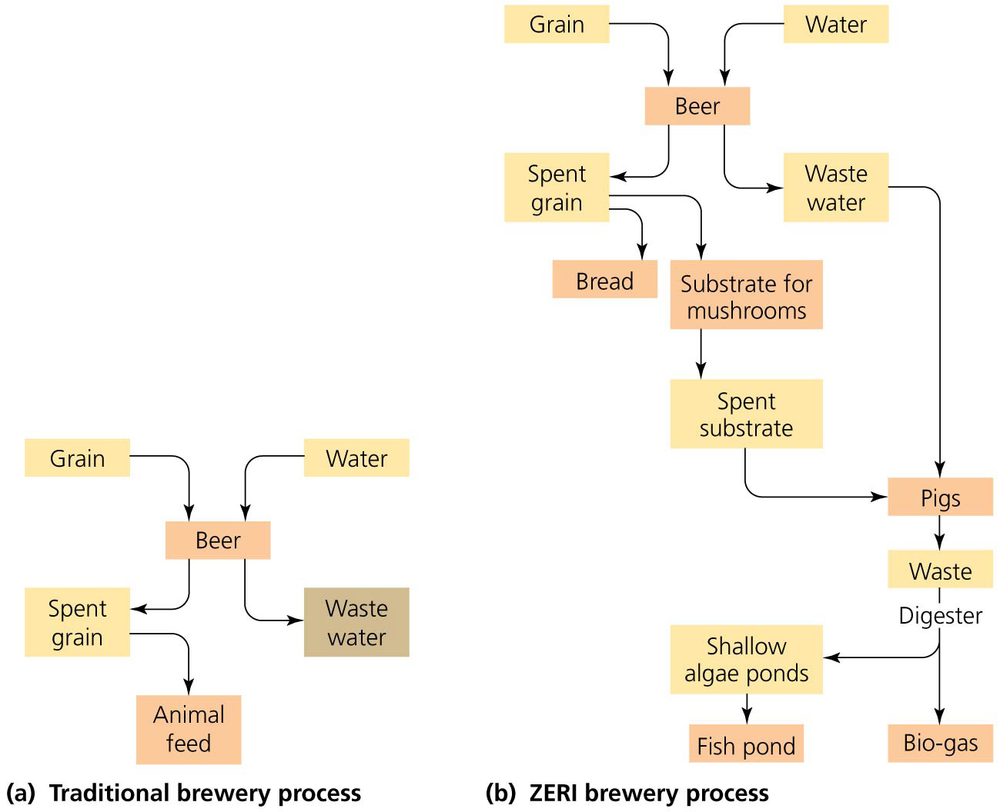 Grain
Water
Beer
Spent
grain
Waste
water
Animal
feed
(a) Traditional brewery process
Grain
Water
Beer
Spent
grain
Waste
water
Bread
Substrate for
mushrooms
Spent
substrate
Pigs
Waste
Digester
Shallow
algae ponds
Fish pond
Bio-gas
(b) ZERI brewery process